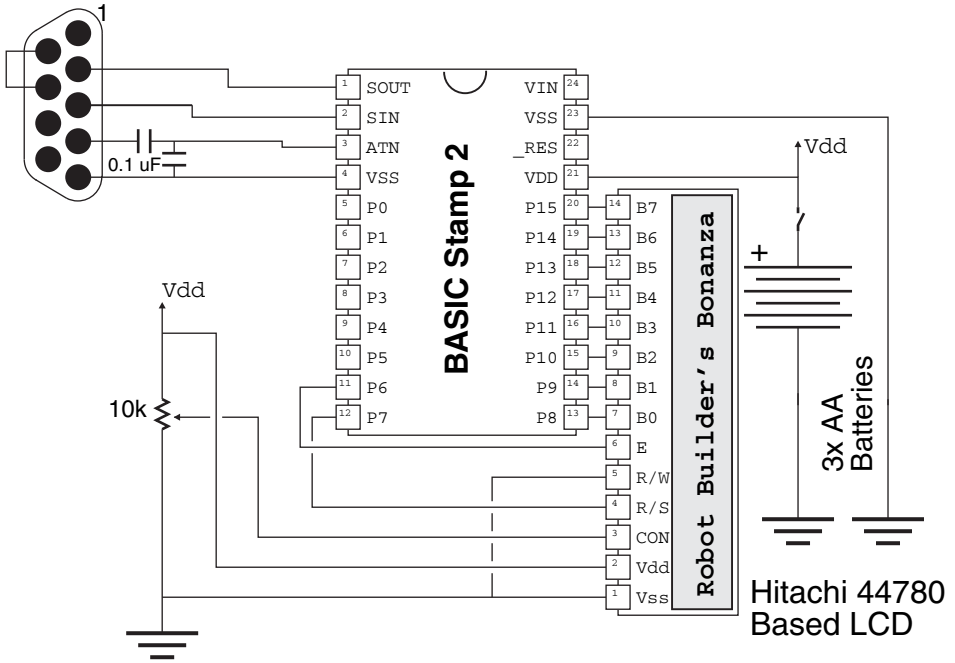 1
0.1 uF
1 SOUT
2 SIN
3 ATN
4 VSS
5 P0
6 P1
7 P2
8 P3
9 P4
10 P5
11 P6
12 P7
BASIC Stamp 2
VIN 24
VSS 23
_RES 22
VDD 21
P15 20
P14 19
P13 18
P12 17
P11 16
P10 15
P9 14
P8 13
14 B7
13 B6
12 B5
11 B4
10 B3
9 B2
8 B1
7 B0
6 E
5 R/W
4 R/S
3 CON
2 Vdd
1 Vss
Robot Builder's Bonanza
Vdd
10k
Vdd
+
3x AA
Batteries
Hitachi 44780
Based LCD